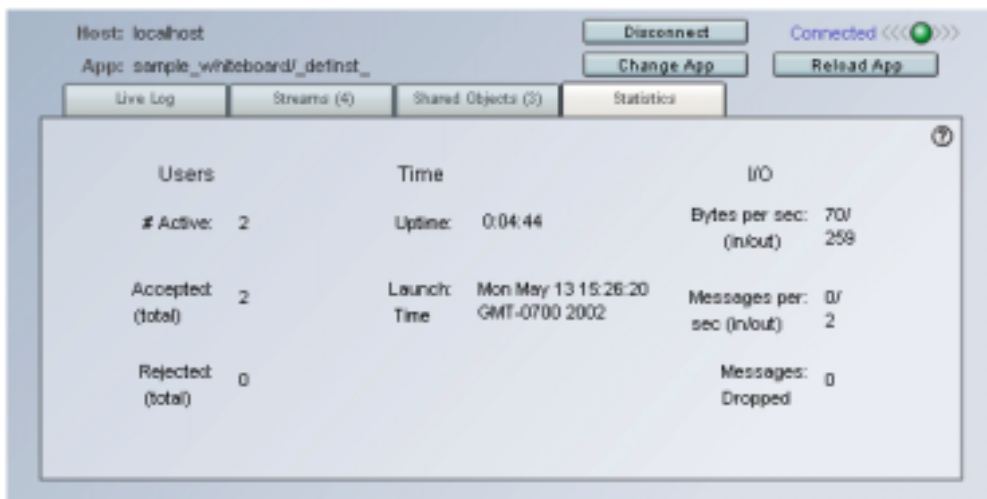 Host: localhost
Disconnect
Connected
App: sample_whiteboard/_definst_
Change App
Reload App
Live Log
Streams (4)
Shared Objects (3)
Statistics
?
Users
# Active: 2
Accepted: 2
(total)
Rejected: 0
(total)
Time
Uptime: 0:04:44
Launch: Mon May 13 15:26:20
Time GMT-0700 2002
I/O
Bytes per sec: 70/
(in/out) 259
Messages per: 0/
sec (in/out) 2
Messages: 0
Dropped